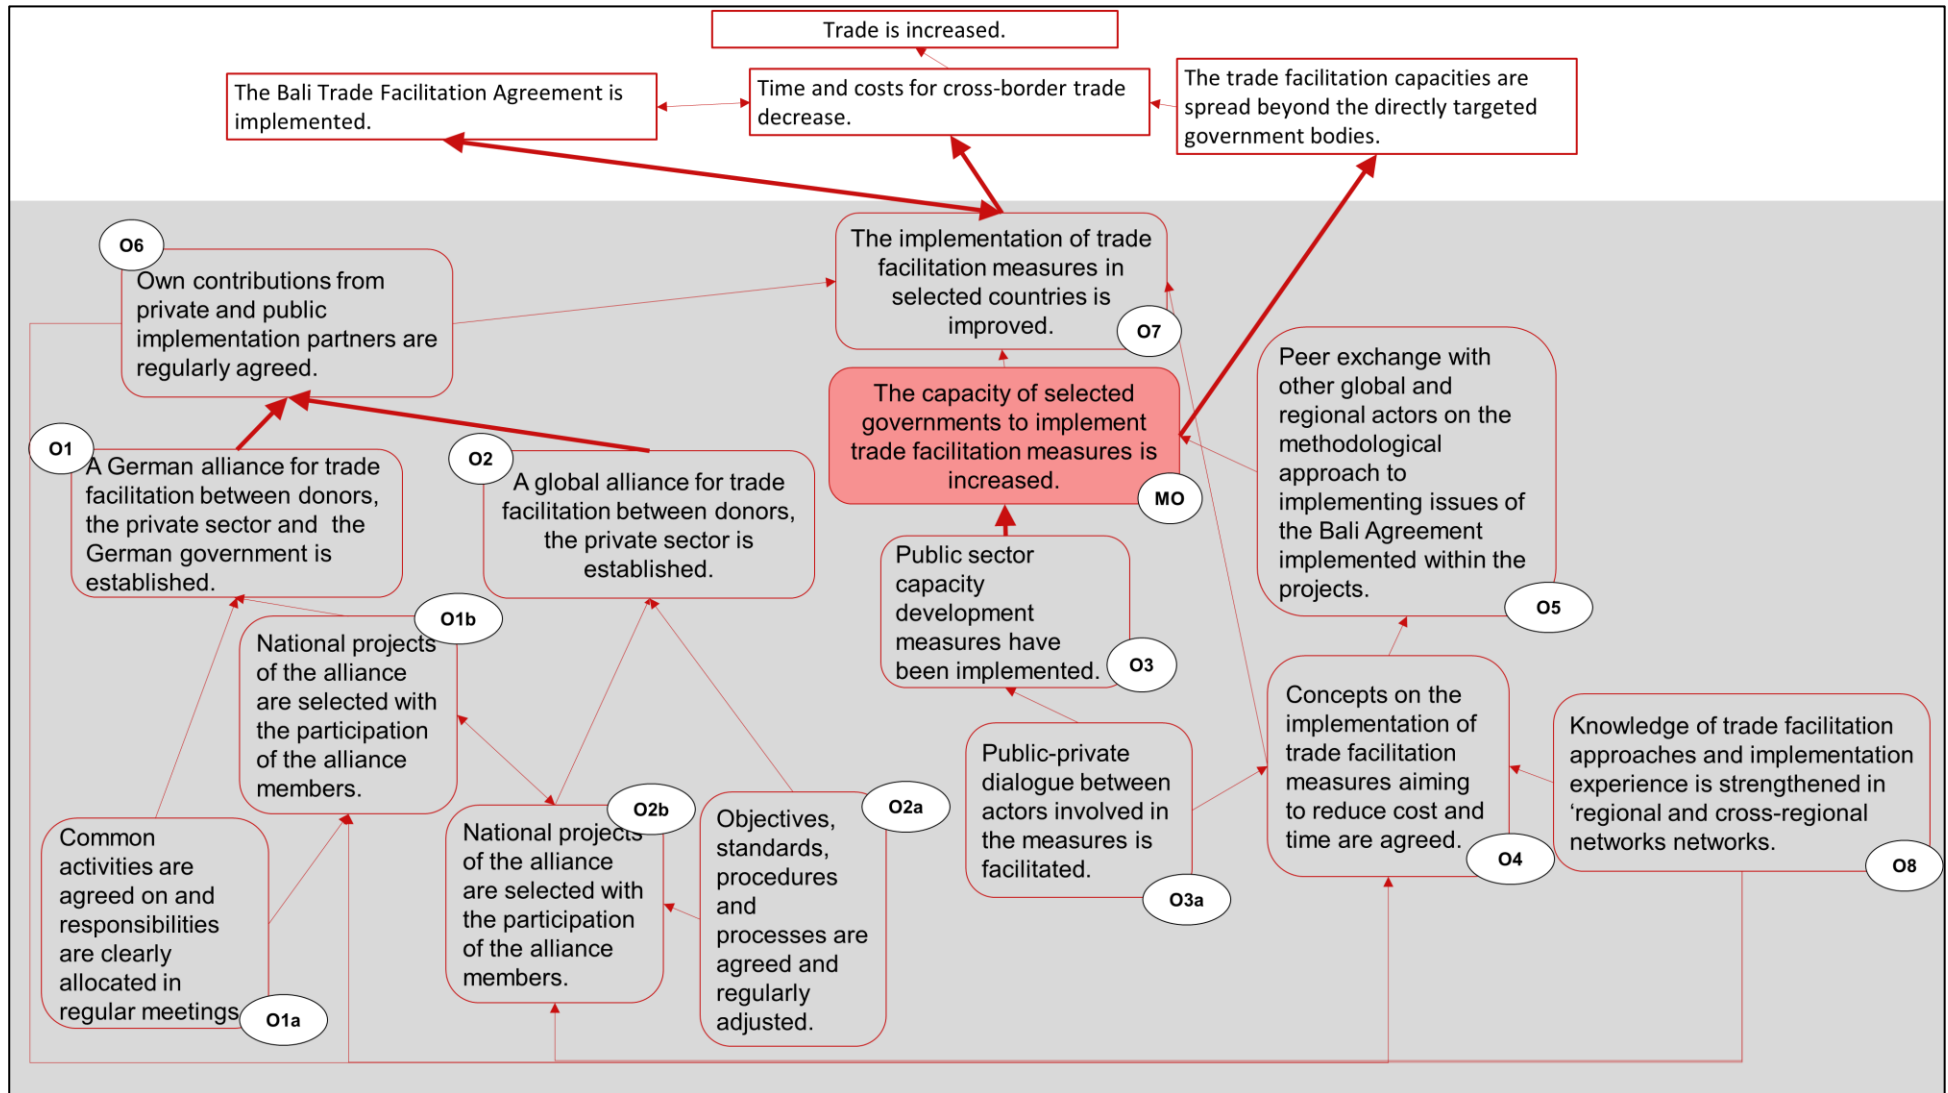 Trade is increased.
The Bali Trade Facilitation Agreement is
implemented.
Time and costs for cross-border trade
decrease.
The trade facilitation capacities are
spread beyond the directly targeted
government bodies.
O6
Own contributions from
private and public
implementation partners are
regularly agreed.
The implementation of trade
facilitation measures in
selected countries is
improved.
O7
The capacity of selected
governments to implement
trade facilitation measures is
increased.
MO
Peer exchange with
other global and
regional actors on the
methodological
approach to
implementing issues of
the Bali Agreement
implemented within the
projects.
O5
O1
A German alliance for trade
facilitation between donors,
the private sector and the
German government is
established.
O2
A global alliance for trade
facilitation between donors,
the private sector is
established.
Public sector
capacity
development
measures have
been implemented.
O3
O1b
National projects
of the alliance
are selected with
the participation
of the alliance
members.
Concepts on the
implementation of
trade facilitation
measures aiming
to reduce cost and
time are agreed.
O4
Knowledge of trade facilitation
approaches and implementation
experience is strengthened in
‘regional and cross-regional
networks networks.
O8
Public-private
dialogue between
actors involved in
the measures is
facilitated.
O3a
Common
activities are
agreed on and
responsibilities
are clearly
allocated in
regular meetings
O1a
O2b
National projects
of the alliance
are selected with
the participation
of the alliance
members.
O2a
Objectives,
standards,
procedures
and
processes are
agreed and
regularly
adjusted.